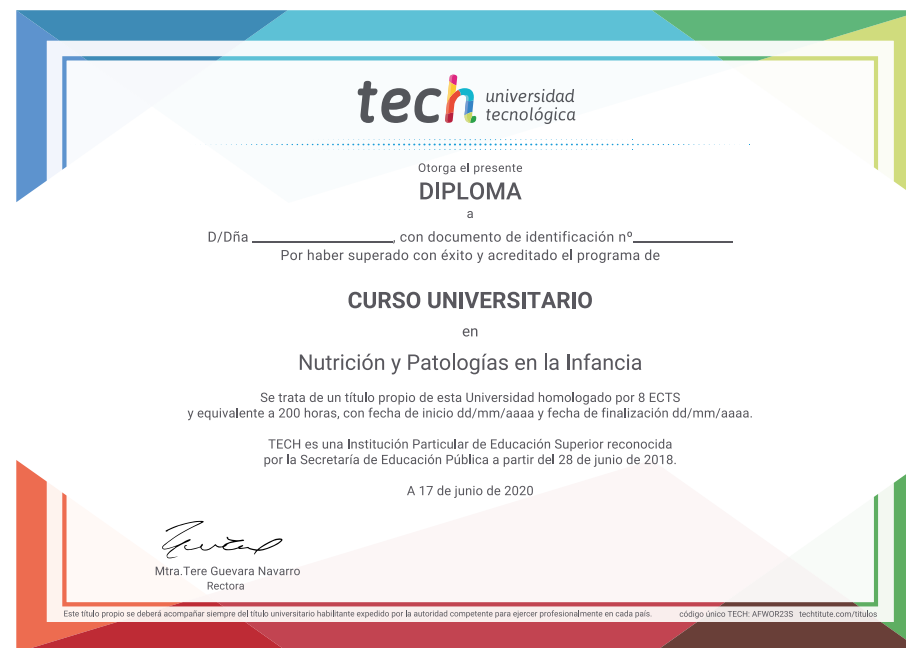 tech universidad
tecnológica
Otorga el presente
DIPLOMA
a
D/Dña ____________________, con documento de identificación nº______________
Por haber superado con éxito y acreditado el programa de
CURSO UNIVERSITARIO
en
Nutrición y Patologías en la Infancia
Se trata de un título propio de esta Universidad homologado por 8 ECTS
y equivalente a 200 horas, con fecha de inicio dd/mm/aaaa y fecha de finalización dd/mm/aaaa.
TECH es una Institución Particular de Educación Superior reconocida
por la Secretaría de Educación Pública a partir del 28 de junio de 2018.
A 17 de junio de 2020
Mtra.Tere Guevara Navarro
Rectora
Este título propio se deberá acompañar siempre del título universitario habilitante expedido por la autoridad competente para ejercer profesionalmente en cada país. código único TECH: AFWOR23S techtitute.com/titulos